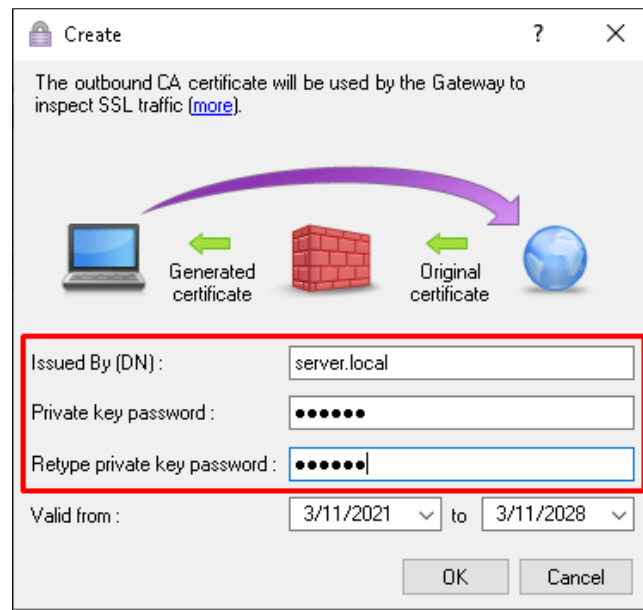 Create
?
The outbound CA certificate will be used by the Gateway to
inspect SSL traffic (more).
Generated
certificate
Original
certificate
Issued By (DN) :
server.local
Private key password :
●●●●●●
Retype private key password :
●●●●●●
Valid from :
3/11/2021
to
3/11/2028
OK
Cancel